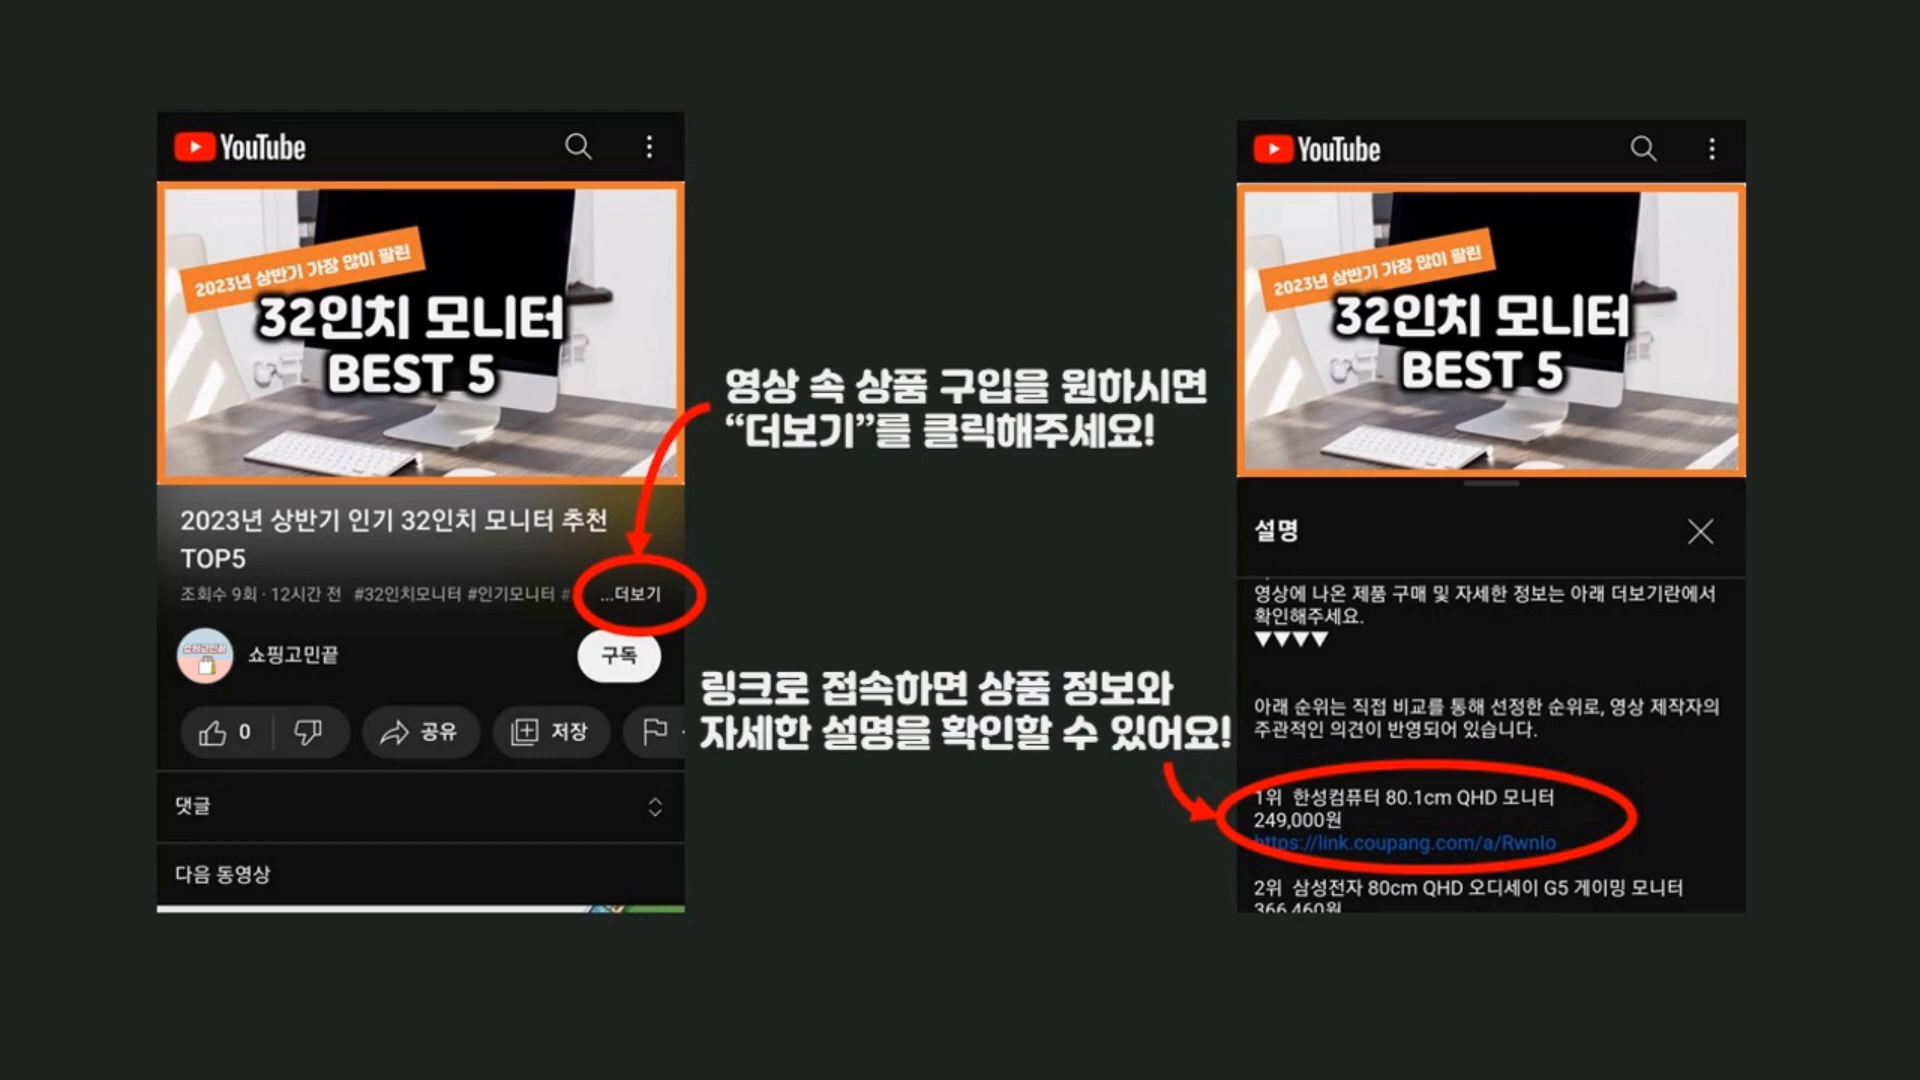 YouTube
2023년 상반기 가장 많이 팔린
32인치 모니터
BEST 5
2023년 상반기 인기 32인치 모니터 추천
TOP5
조회수 9회 · 12시간 전 #32인치모니터 #인기모니터 # ...더보기
쇼핑고민끝
쇼핑고민끝
구독
0
공유
저장
댓글
다음 동영상
영상 속 상품 구입을 원하시면
“더보기”를 클릭해주세요!
링크로 접속하면 상품 정보와
자세한 설명을 확인할 수 있어요!
YouTube
2023년 상반기 가장 많이 팔린
32인치 모니터
BEST 5
설명
영상에 나온 제품 구매 및 자세한 정보는 아래 더보기란에서
확인해주세요.
▼▼▼▼
아래 순위는 직접 비교를 통해 선정한 순위로, 영상 제작자의
주관적인 의견이 반영되어 있습니다.
1위 한성컴퓨터 80.1cm QHD 모니터
249,000원
https://link.coupang.com/a/RwnIo
2위 삼성전자 80cm QHD 오디세이 G5 게이밍 모니터
366,460원